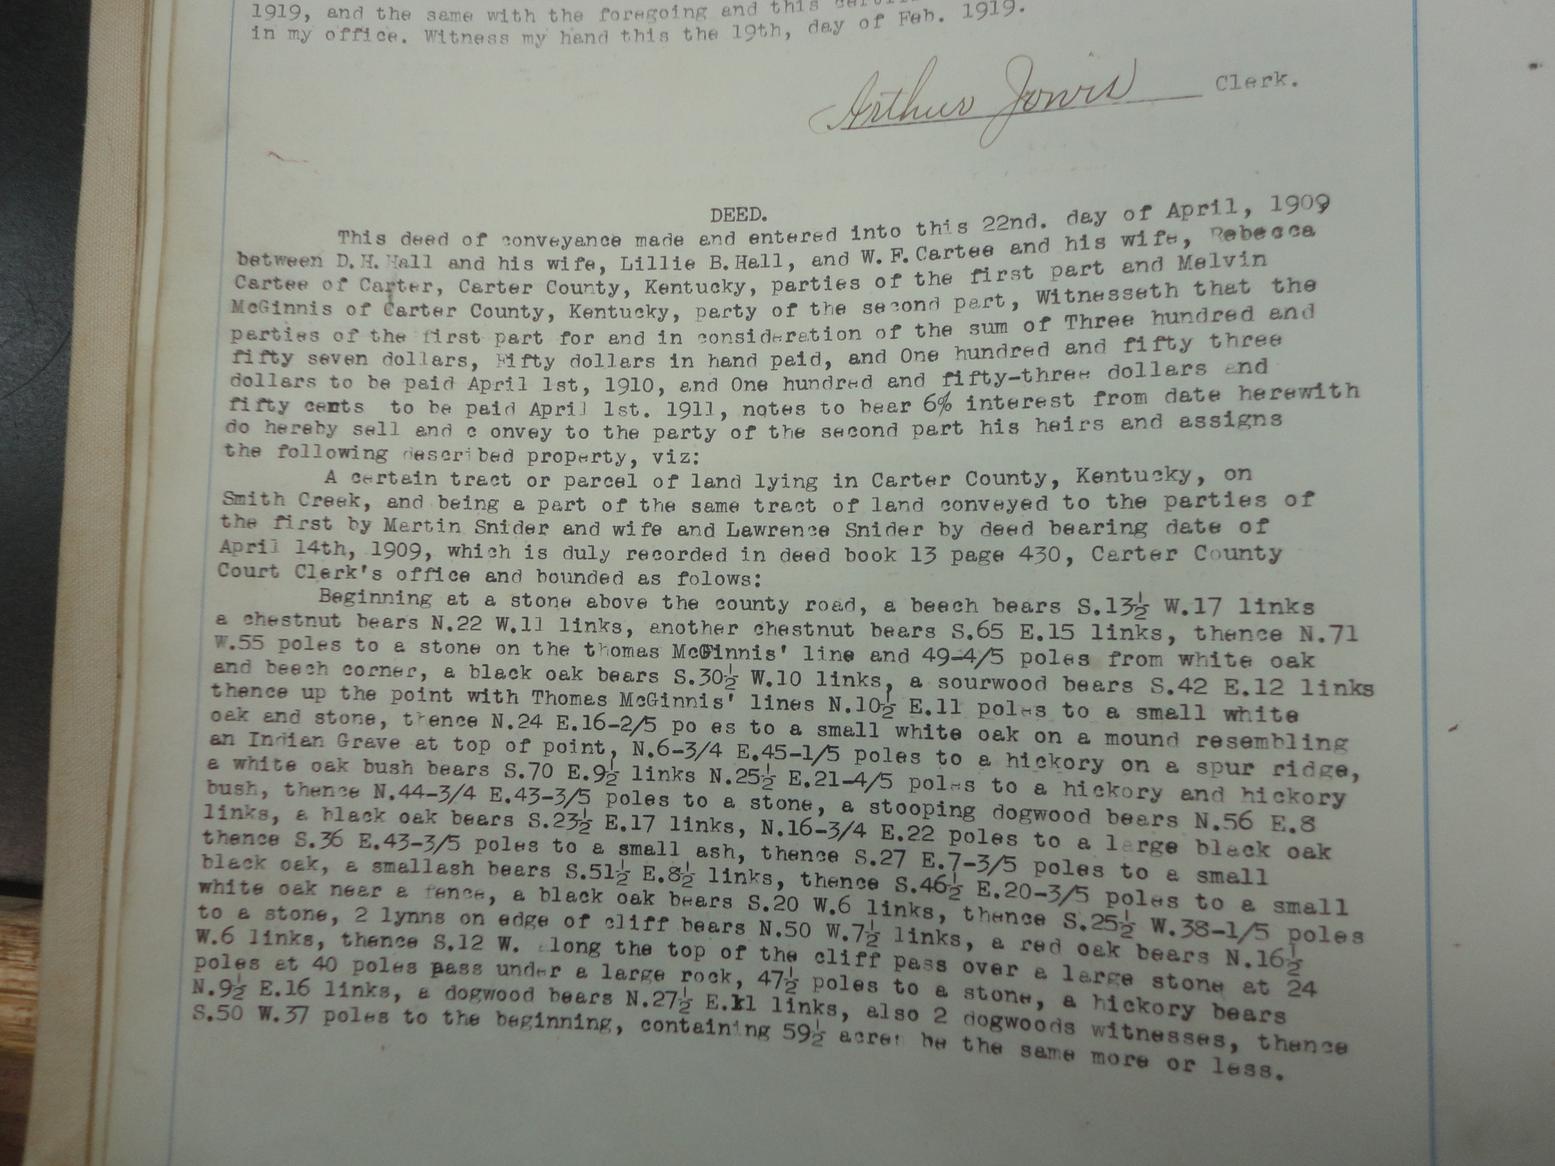 1919, and the same with the foregoing and this
in my office. Witness my hand this the 19th, day of Feb. 1919.
Arthur Jowis Clerk.
DEED.
This deed of conveyance made and entered into this 22nd. day of April, 1909
between D.H.Hall and his wife, Lillie B.Hall, and W.F.Cartee and his wife, Rebecca
Cartee of Carter, Carter County, Kentucky, parties of the first part and Melvin
McGinnis of Carter County, Kentucky, party of the second part, Witnesseth that the
parties of the first part for and in consideration of the sum of Three hundred and
fifty seven dollars, Fifty dollars in hand paid, and One hundred and fifty three
dollars to be paid April 1st, 1910, and One hundred and fifty-three dollars and
fifty cents to be paid April 1st. 1911, notes to bear 6% interest from date herewith
do hereby sell and c onvey to the party of the second part his heirs and assigns
the following described property, viz:
A certain tract or parcel of land lying in Carter County, Kentucky, on
Smith Creek, and being a part of the same tract of land conveyed to the parties of
the first by Martin Snider and wife and Lawrence Snider by deed bearing date of
April 14th, 1909, which is duly recorded in deed book 13 page 430, Carter County
Court Clerk's office and bounded as folows:
Beginning at a stone above the county road, a beech bears S.13½ W.17 links
a chestnut bears N.22 W.11 links, another chestnut bears S.65 E.15 links, thence N.71
W.55 poles to a stone on the thomas McGinnis' line and 49-4/5 poles from white oak
and beech corner, a black oak bears S.30½ W.10 links, a sourwood bears S.42 E.12 links
thence up the point with Thomas McGinnis' lines N.10½ E.11 poles to a small white
oak and stone, thence N.24 E.16-2/5 po es to a small white oak on a mound resembling
an Indian Grave at top of point, N.6-3/4 E.45-1/5 poles to a hickory on a spur ridge,
a white oak bush bears S.70 E.9½ links N.25½ E.21-4/5 poles to a hickory and hickory
bush, thence N.44-3/4 E.43-3/5 poles to a stone, a stooping dogwood bears N.56 E.8
links, a black oak bears S.23½ E.17 links, N.16-3/4 E.22 poles to a large black oak
thence S.36 E.43-3/5 poles to a small ash, thence S.27 E.7-3/5 poles to a small
black oak, a smallash bears S.51½ E.8½ links, thence S.46½ E.20-3/5 poles to a small
white oak near a fence, a black oak bears S.20 W.6 links, thence S.25½ W.38-1/5 poles
to a stone, 2 lynns on edge of cliff bears N.50 W.7½ links, a red oak bears N.16½
W.6 links, thence S.12 W. along the top of the cliff pass over a large stone at 24
poles at 40 poles pass under a large rock, 47½ poles to a stone, a hickory bears
N.9½ E.16 links, a dogwood bears N.27½ E.11 links, also 2 dogwoods witnesses, thence
S.50 W.37 poles to the beginning, containing 59½ acres be the same more or less.